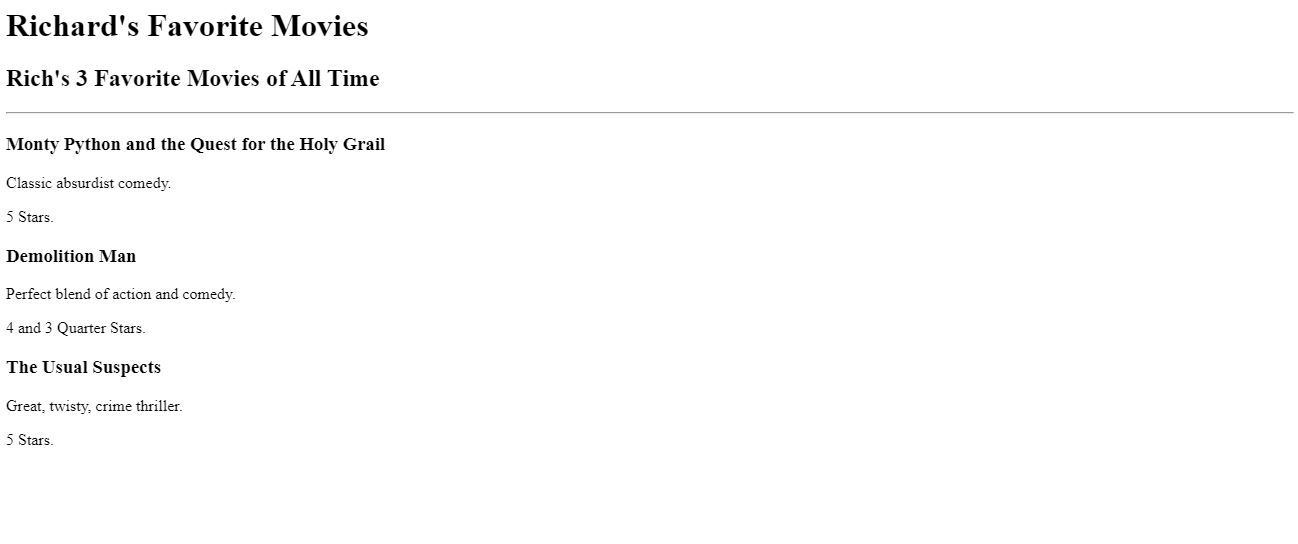 Richard's Favorite Movies
Rich's 3 Favorite Movies of All Time
Monty Python and the Quest for the Holy Grail
Classic absurdist comedy.
5 Stars.
Demolition Man
Perfect blend of action and comedy.
4 and 3 Quarter Stars.
The Usual Suspects
Great, twisty, crime thriller.
5 Stars.